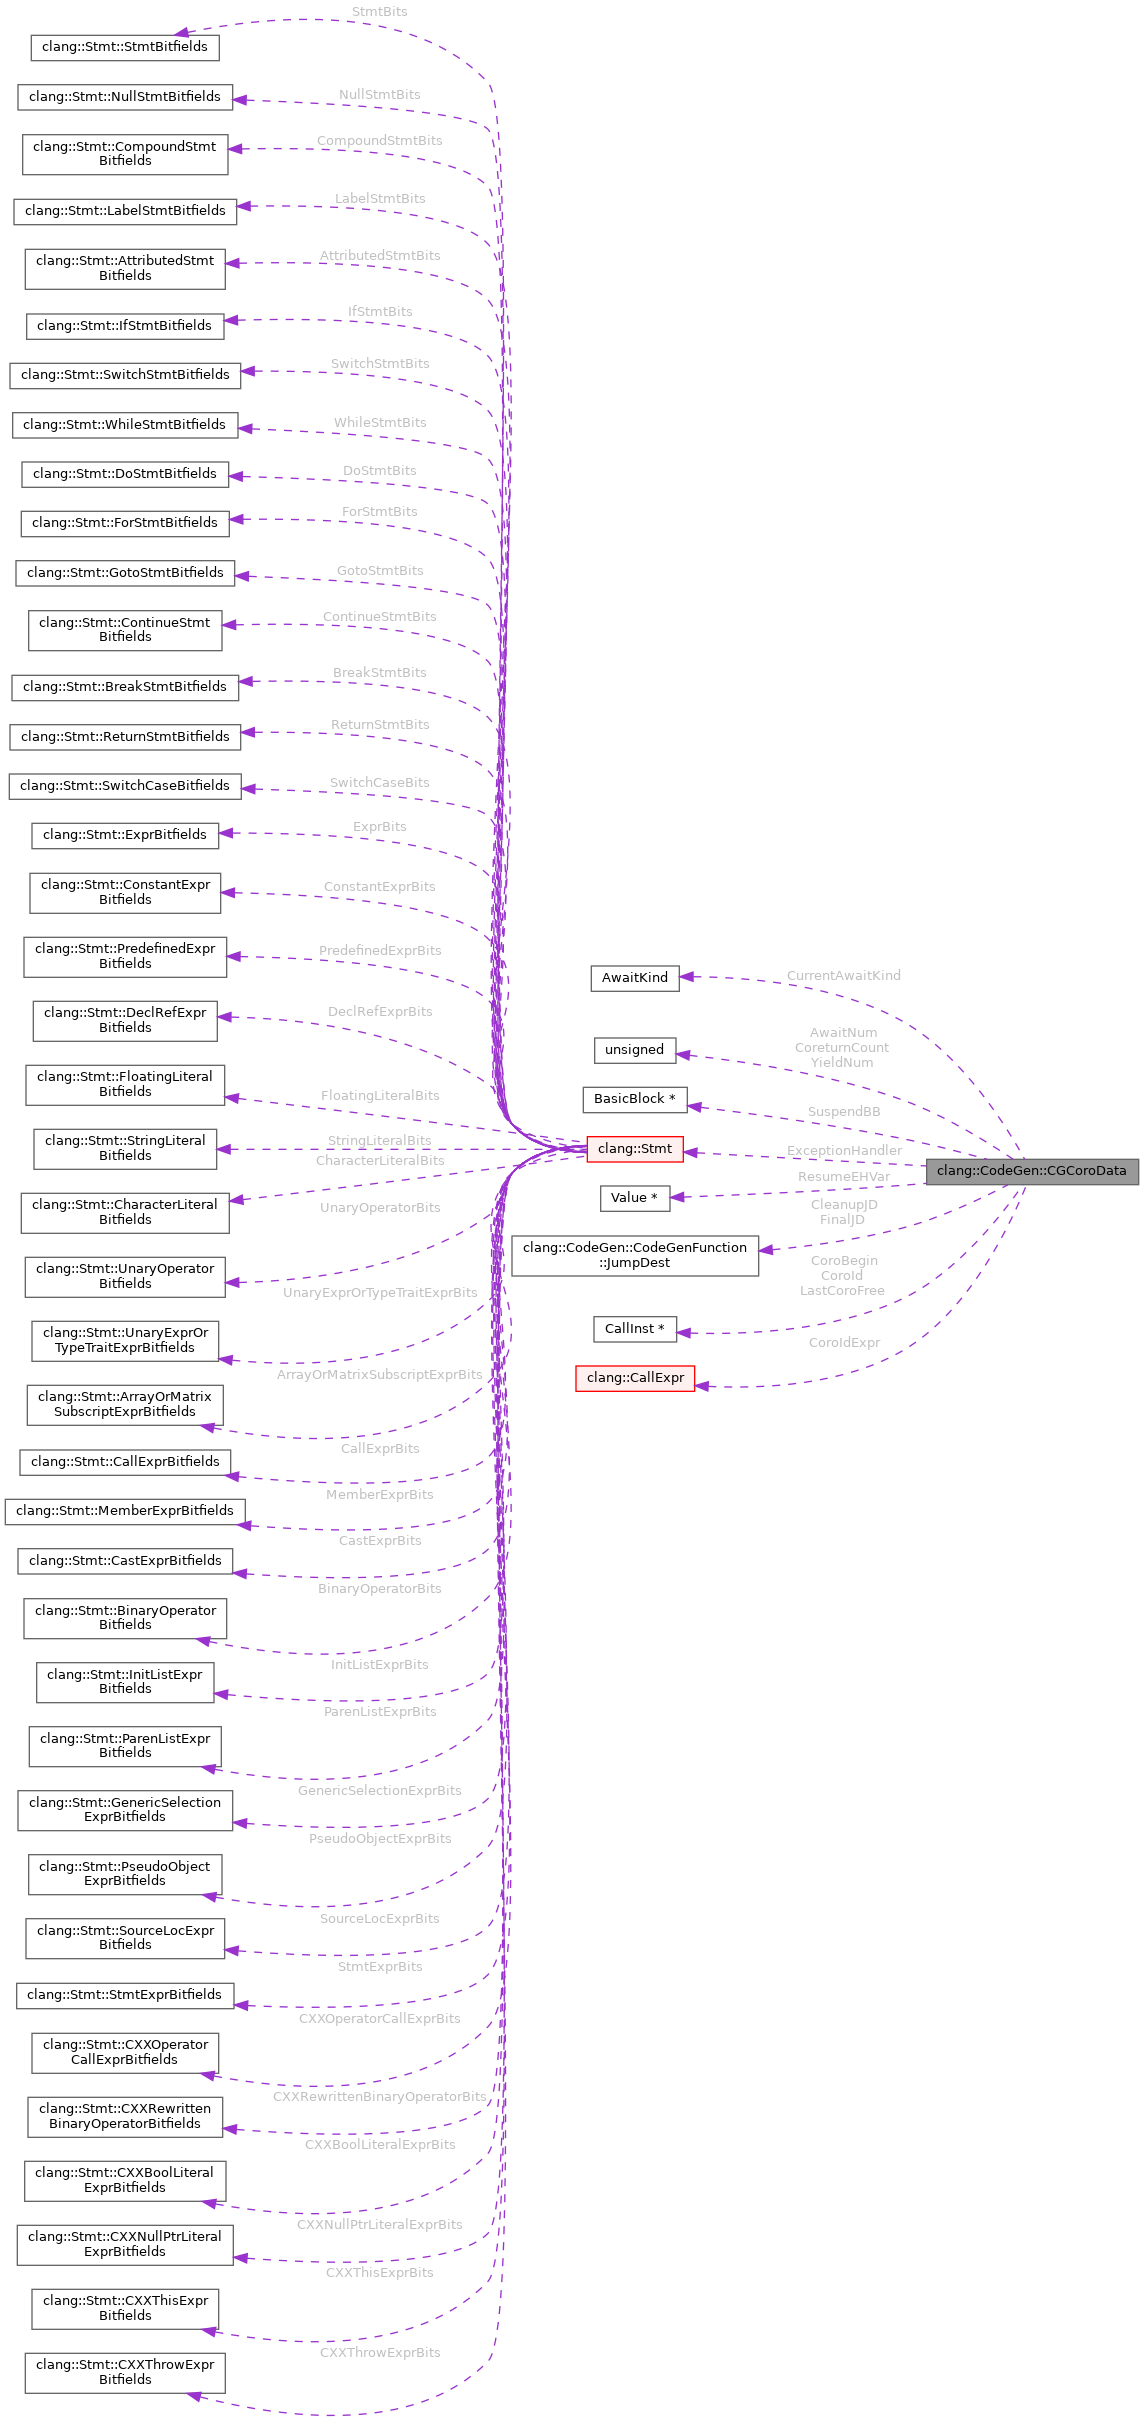 StmtBits
clang::Stmt::StmtBitfields
NullStmtBits
clang::Stmt::NullStmtBitfields
CompoundStmtBits
clang::Stmt::CompoundStmt
Bitfields
LabelStmtBits
clang::Stmt::LabelStmtBitfields
AttributedStmtBits
clang::Stmt::AttributedStmt
Bitfields
IfStmtBits
clang::Stmt::IfStmtBitfields
SwitchStmtBits
clang::Stmt::SwitchStmtBitfields
WhileStmtBits
clang::Stmt::WhileStmtBitfields
DoStmtBits
clang::Stmt::DoStmtBitfields
ForStmtBits
clang::Stmt::ForStmtBitfields
GotoStmtBits
clang::Stmt::GotoStmtBitfields
ContinueStmtBits
clang::Stmt::ContinueStmt
Bitfields
BreakStmtBits
clang::Stmt::BreakStmtBitfields
ReturnStmtBits
clang::Stmt::ReturnStmtBitfields
SwitchCaseBits
clang::Stmt::SwitchCaseBitfields
ExprBits
clang::Stmt::ExprBitfields
ConstantExprBits
clang::Stmt::ConstantExpr
Bitfields
PredefinedExprBits
clang::Stmt::PredefinedExpr
Bitfields
DeclRefExprBits
clang::Stmt::DeclRefExpr
Bitfields
FloatingLiteralBits
clang::Stmt::FloatingLiteral
Bitfields
StringLiteralBits
clang::Stmt::StringLiteral
Bitfields
CharacterLiteralBits
clang::Stmt::CharacterLiteral
Bitfields
UnaryOperatorBits
clang::Stmt::UnaryOperator
Bitfields
UnaryExprOrTypeTraitExprBits
clang::Stmt::UnaryExprOr
TypeTraitExprBitfields
ArrayOrMatrixSubscriptExprBits
clang::Stmt::ArrayOrMatrix
SubscriptExprBitfields
CallExprBits
clang::Stmt::CallExprBitfields
MemberExprBits
clang::Stmt::MemberExprBitfields
CastExprBits
clang::Stmt::CastExprBitfields
BinaryOperatorBits
clang::Stmt::BinaryOperator
Bitfields
InitListExprBits
clang::Stmt::InitListExpr
Bitfields
ParenListExprBits
clang::Stmt::ParenListExpr
Bitfields
GenericSelectionExprBits
clang::Stmt::GenericSelection
ExprBitfields
PseudoObjectExprBits
clang::Stmt::PseudoObject
ExprBitfields
SourceLocExprBits
clang::Stmt::SourceLocExpr
Bitfields
StmtExprBits
clang::Stmt::StmtExprBitfields
CXXOperatorCallExprBits
clang::Stmt::CXXOperator
CallExprBitfields
CXXRewrittenBinaryOperatorBits
clang::Stmt::CXXRewritten
BinaryOperatorBitfields
CXXBoolLiteralExprBits
clang::Stmt::CXXBoolLiteral
ExprBitfields
CXXNullPtrLiteralExprBits
clang::Stmt::CXXNullPtrLiteral
ExprBitfields
CXXThisExprBits
clang::Stmt::CXXThisExpr
Bitfields
CXXThrowExprBits
clang::Stmt::CXXThrowExpr
Bitfields
AwaitKind
CurrentAwaitKind
unsigned
AwaitNum
CoreturnCount
YieldNum
BasicBlock *
SuspendBB
clang::Stmt
ExceptionHandler
Value *
ResumeEHVar
clang::CodeGen::CodeGenFunction
::JumpDest
CleanupJD
FinalJD
CallInst *
CoroBegin
CoroId
LastCoroFree
clang::CallExpr
CoroIdExpr
clang::CodeGen::CGCoroData